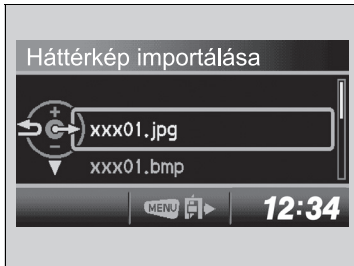 Háttérkép importálása
xxx01.jpg
xxx01.bmp
MENU
12:34